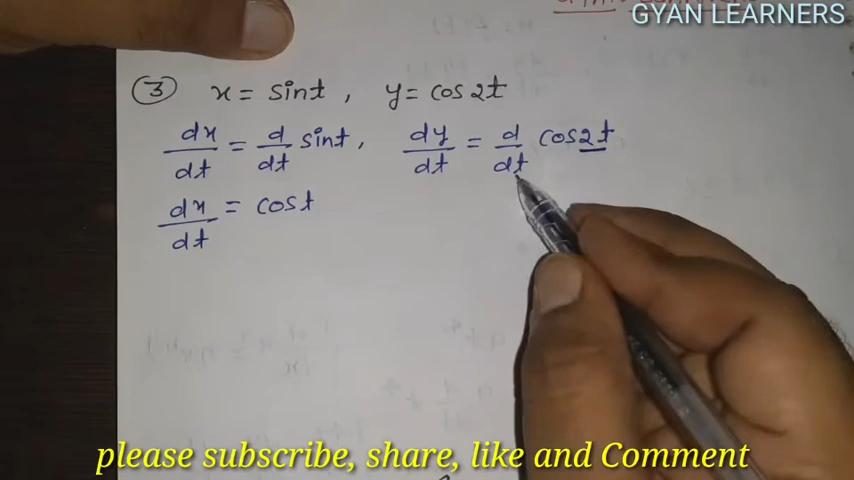 GYAN LEARNERS
3 x = sint, y = cos2t
dx/dt = d/dt sint, dy/dt = d/dt cos2t
dx/dt = cost
please subscribe, share, like and Comment